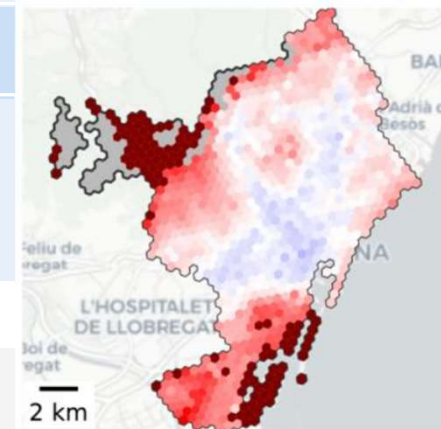 BA
Adrià d
Besòs
NA
Feliu de
regat
L'HOSPITALET
DE LLOBREGAT
Boi de
regat
2 km